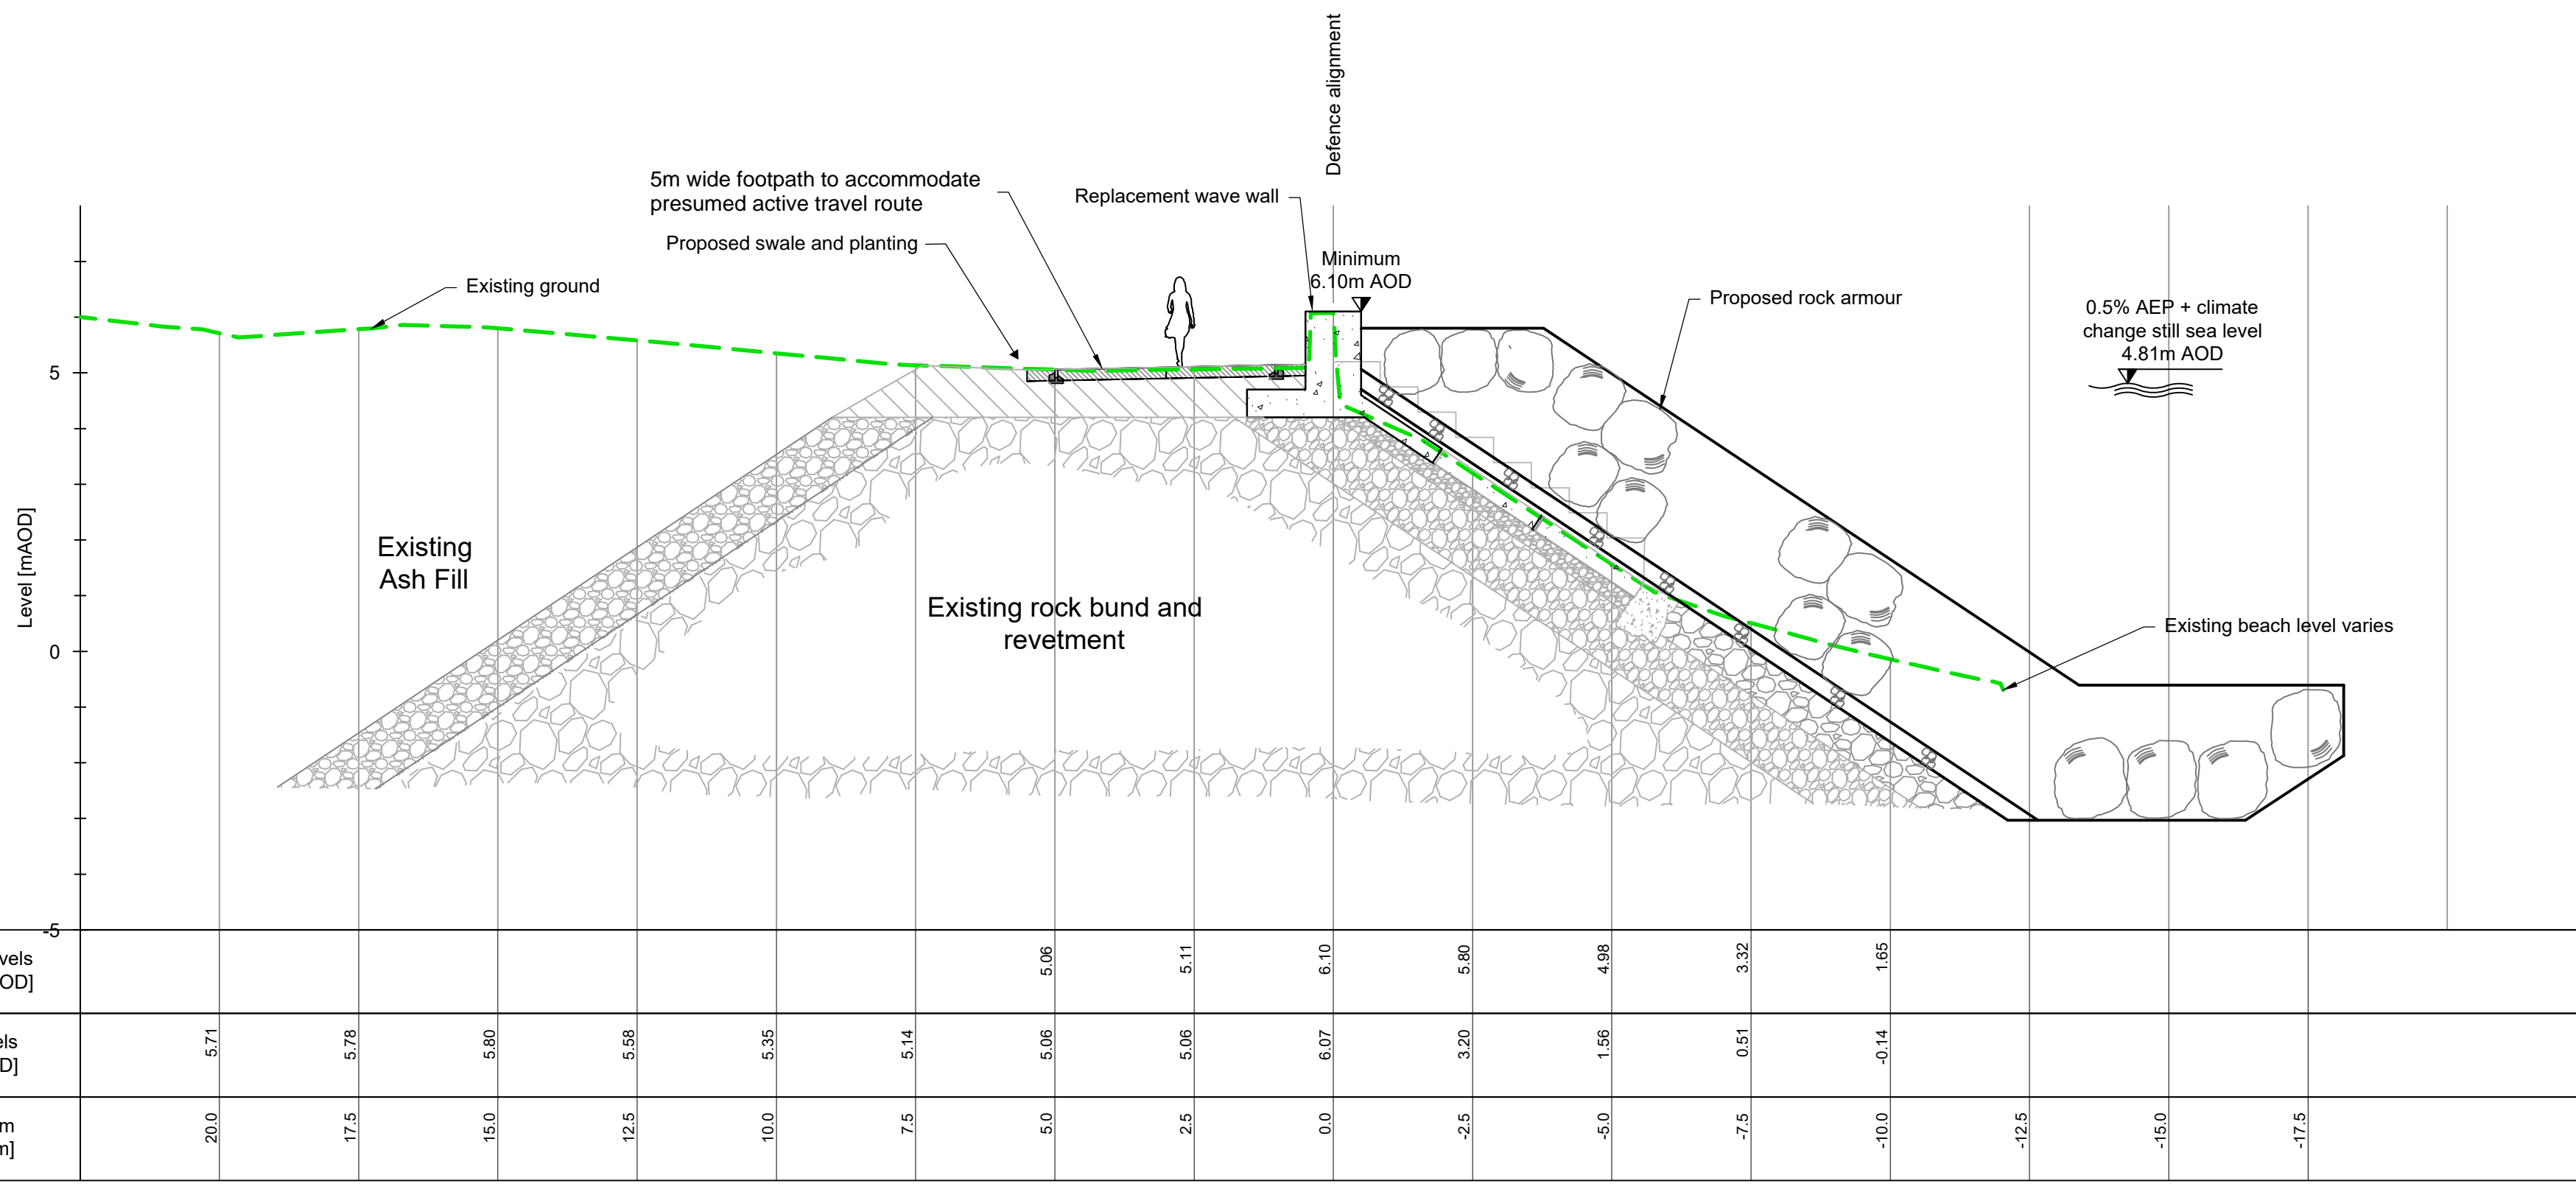 Defence alignment
5m wide footpath to accommodate
presumed active travel route
Replacement wave wall
Proposed swale and planting
Minimum
6.10m AOD
Existing ground
Proposed rock armour
0.5% AEP + climate
change still sea level
4.81m AOD
5
Level [mAOD]
Existing
Ash Fill
Existing rock bund and
revetment
Existing beach level varies
0
-5
vels
OD]
5.06
5.11
6.10
5.80
4.98
3.32
1.65
els
D]
5.71
5.78
5.80
5.58
5.35
5.14
5.06
5.06
6.07
3.20
1.56
0.51
-0.14
m
m]
20.0
17.5
15.0
12.5
10.0
7.5
5.0
2.5
0.0
-2.5
-5.0
-7.5
-10.0
-12.5
-15.0
-17.5